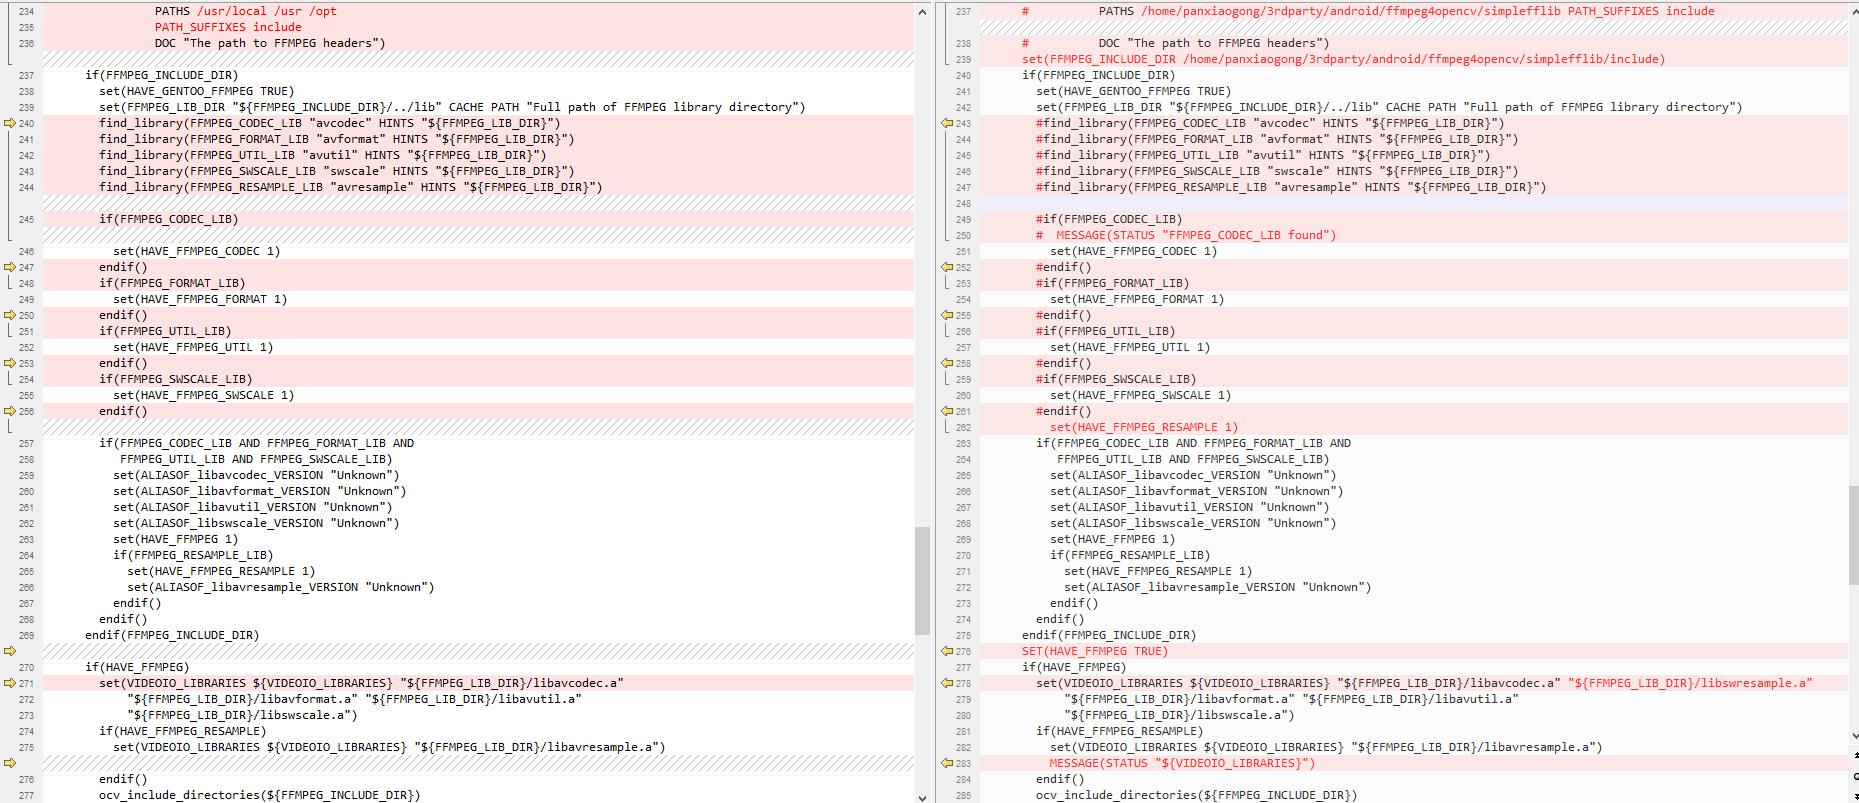 234 PATHS /usr/local /usr /opt
235 PATH_SUFFIXES include
236 DOC "The path to FFMPEG headers")
237 if(FFMPEG_INCLUDE_DIR)
238 set(HAVE_GENTOO_FFMPEG TRUE)
239 set(FFMPEG_LIB_DIR "${FFMPEG_INCLUDE_DIR}/../lib" CACHE PATH "Full path of FFMPEG library directory")
240 find_library(FFMPEG_CODEC_LIB "avcodec" HINTS "${FFMPEG_LIB_DIR}")
241 find_library(FFMPEG_FORMAT_LIB "avformat" HINTS "${FFMPEG_LIB_DIR}")
242 find_library(FFMPEG_UTIL_LIB "avutil" HINTS "${FFMPEG_LIB_DIR}")
243 find_library(FFMPEG_SWSCALE_LIB "swscale" HINTS "${FFMPEG_LIB_DIR}")
244 find_library(FFMPEG_RESAMPLE_LIB "avresample" HINTS "${FFMPEG_LIB_DIR}")
245 if(FFMPEG_CODEC_LIB)
246 set(HAVE_FFMPEG_CODEC 1)
247 endif()
248 if(FFMPEG_FORMAT_LIB)
249 set(HAVE_FFMPEG_FORMAT 1)
250 endif()
251 if(FFMPEG_UTIL_LIB)
252 set(HAVE_FFMPEG_UTIL 1)
253 endif()
254 if(FFMPEG_SWSCALE_LIB)
255 set(HAVE_FFMPEG_SWSCALE 1)
256 endif()
257 if(FFMPEG_CODEC_LIB AND FFMPEG_FORMAT_LIB AND
258 FFMPEG_UTIL_LIB AND FFMPEG_SWSCALE_LIB)
259 set(ALIASOF_libavcodec_VERSION "Unknown")
260 set(ALIASOF_libavformat_VERSION "Unknown")
261 set(ALIASOF_libavutil_VERSION "Unknown")
262 set(ALIASOF_libswscale_VERSION "Unknown")
263 set(HAVE_FFMPEG 1)
264 if(FFMPEG_RESAMPLE_LIB)
265 set(HAVE_FFMPEG_RESAMPLE 1)
266 set(ALIASOF_libavresample_VERSION "Unknown")
267 endif()
268 endif()
269 endif(FFMPEG_INCLUDE_DIR)
270 if(HAVE_FFMPEG)
271 set(VIDEOIO_LIBRARIES ${VIDEOIO_LIBRARIES} "${FFMPEG_LIB_DIR}/libavcodec.a"
272 "${FFMPEG_LIB_DIR}/libavformat.a" "${FFMPEG_LIB_DIR}/libavutil.a"
273 "${FFMPEG_LIB_DIR}/libswscale.a")
274 if(HAVE_FFMPEG_RESAMPLE)
275 set(VIDEOIO_LIBRARIES ${VIDEOIO_LIBRARIES} "${FFMPEG_LIB_DIR}/libavresample.a")
276 endif()
277 ocv_include_directories(${FFMPEG_INCLUDE_DIR})
237 # PATHS /home/panxiaogong/3rdparty/android/ffmpeg4opencv/simplefflib PATH_SUFFIXES include
238 # DOC "The path to FFMPEG headers")
239 set(FFMPEG_INCLUDE_DIR /home/panxiaogong/3rdparty/android/ffmpeg4opencv/simplefflib/include)
240 if(FFMPEG_INCLUDE_DIR)
241 set(HAVE_GENTOO_FFMPEG TRUE)
242 set(FFMPEG_LIB_DIR "${FFMPEG_INCLUDE_DIR}/../lib" CACHE PATH "Full path of FFMPEG library directory")
243 #find_library(FFMPEG_CODEC_LIB "avcodec" HINTS "${FFMPEG_LIB_DIR}")
244 #find_library(FFMPEG_FORMAT_LIB "avformat" HINTS "${FFMPEG_LIB_DIR}")
245 #find_library(FFMPEG_UTIL_LIB "avutil" HINTS "${FFMPEG_LIB_DIR}")
246 #find_library(FFMPEG_SWSCALE_LIB "swscale" HINTS "${FFMPEG_LIB_DIR}")
247 #find_library(FFMPEG_RESAMPLE_LIB "avresample" HINTS "${FFMPEG_LIB_DIR}")
248
249 #if(FFMPEG_CODEC_LIB)
250 # MESSAGE(STATUS "FFMPEG_CODEC_LIB found")
251 set(HAVE_FFMPEG_CODEC 1)
252 #endif()
253 #if(FFMPEG_FORMAT_LIB)
254 set(HAVE_FFMPEG_FORMAT 1)
255 #endif()
256 #if(FFMPEG_UTIL_LIB)
257 set(HAVE_FFMPEG_UTIL 1)
258 #endif()
259 #if(FFMPEG_SWSCALE_LIB)
260 set(HAVE_FFMPEG_SWSCALE 1)
261 #endif()
262 set(HAVE_FFMPEG_RESAMPLE 1)
263 if(FFMPEG_CODEC_LIB AND FFMPEG_FORMAT_LIB AND
264 FFMPEG_UTIL_LIB AND FFMPEG_SWSCALE_LIB)
265 set(ALIASOF_libavcodec_VERSION "Unknown")
266 set(ALIASOF_libavformat_VERSION "Unknown")
267 set(ALIASOF_libavutil_VERSION "Unknown")
268 set(ALIASOF_libswscale_VERSION "Unknown")
269 set(HAVE_FFMPEG 1)
270 if(FFMPEG_RESAMPLE_LIB)
271 set(HAVE_FFMPEG_RESAMPLE 1)
272 set(ALIASOF_libavresample_VERSION "Unknown")
273 endif()
274 endif()
275 endif(FFMPEG_INCLUDE_DIR)
276 SET(HAVE_FFMPEG TRUE)
277 if(HAVE_FFMPEG)
278 set(VIDEOIO_LIBRARIES ${VIDEOIO_LIBRARIES} "${FFMPEG_LIB_DIR}/libavcodec.a" "${FFMPEG_LIB_DIR}/libswresample.a"
279 "${FFMPEG_LIB_DIR}/libavformat.a" "${FFMPEG_LIB_DIR}/libavutil.a"
280 "${FFMPEG_LIB_DIR}/libswscale.a")
281 if(HAVE_FFMPEG_RESAMPLE)
282 set(VIDEOIO_LIBRARIES ${VIDEOIO_LIBRARIES} "${FFMPEG_LIB_DIR}/libavresample.a")
283 MESSAGE(STATUS "${VIDEOIO_LIBRARIES}")
284 endif()
285 ocv_include_directories(${FFMPEG_INCLUDE_DIR})